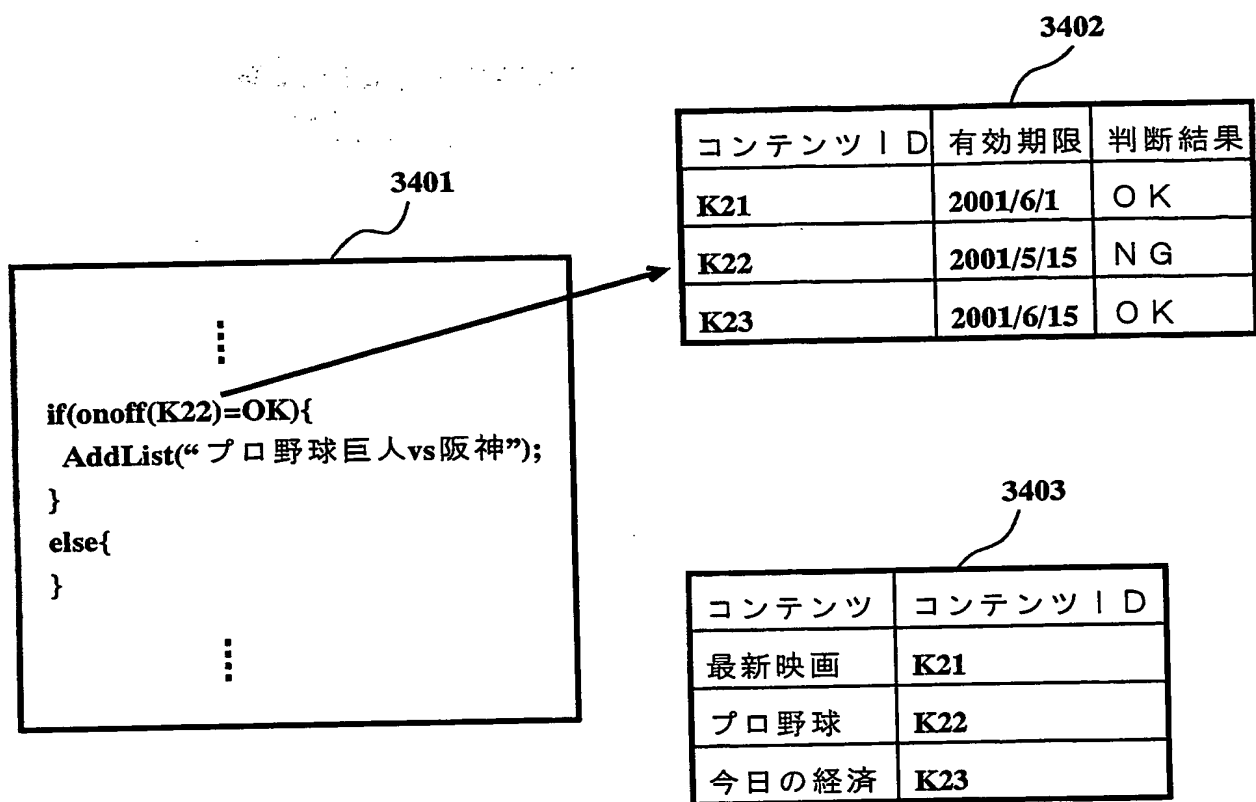 3402
コンテンツID 有効期限 判断結果
K21 2001/6/1 OK
K22 2001/5/15 NG
K23 2001/6/15 OK
3401
if(onoff(K22)=OK){
AddList(“プロ野球巨人vs阪神”);
}
else{
}
3403
コンテンツ コンテンツID
最新映画 K21
プロ野球 K22
今日の経済 K23